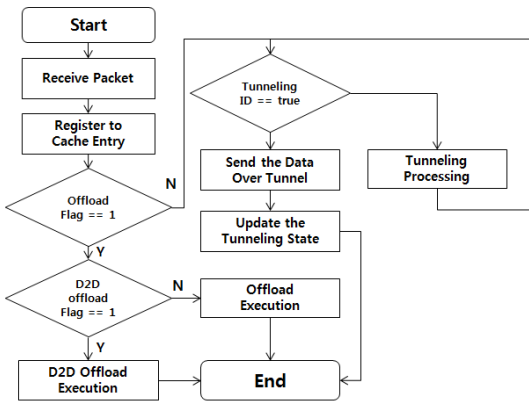 Start
Receive Packet
Register to
Cache Entry
Offload
Flag == 1
N
Y
D2D
offload
Flag == 1
N
Y
D2D Offload
Execution
Tunneling
ID == true
Send the Data
Over Tunnel
Update the
Tunneling State
Tunneling
Processing
Offload
Execution
End